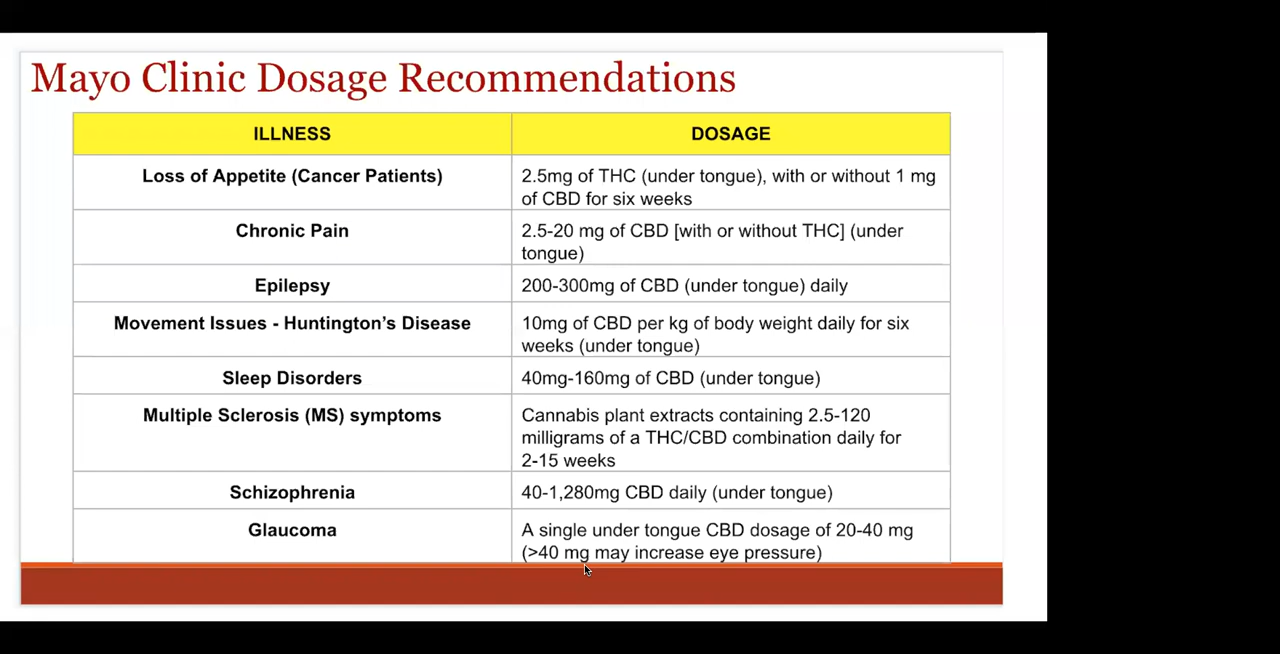 Mayo Clinic Dosage Recommendations
ILLNESS
DOSAGE
Loss of Appetite (Cancer Patients)
2.5mg of THC (under tongue), with or without 1 mg
of CBD for six weeks
Chronic Pain
2.5-20 mg of CBD [with or without THC] (under
tongue)
Epilepsy
200-300mg of CBD (under tongue) daily
Movement Issues - Huntington’s Disease
10mg of CBD per kg of body weight daily for six
weeks (under tongue)
Sleep Disorders
40mg-160mg of CBD (under tongue)
Multiple Sclerosis (MS) symptoms
Cannabis plant extracts containing 2.5-120
milligrams of a THC/CBD combination daily for
2-15 weeks
Schizophrenia
40-1,280mg CBD daily (under tongue)
Glaucoma
A single under tongue CBD dosage of 20-40 mg
(>40 mg may increase eye pressure)